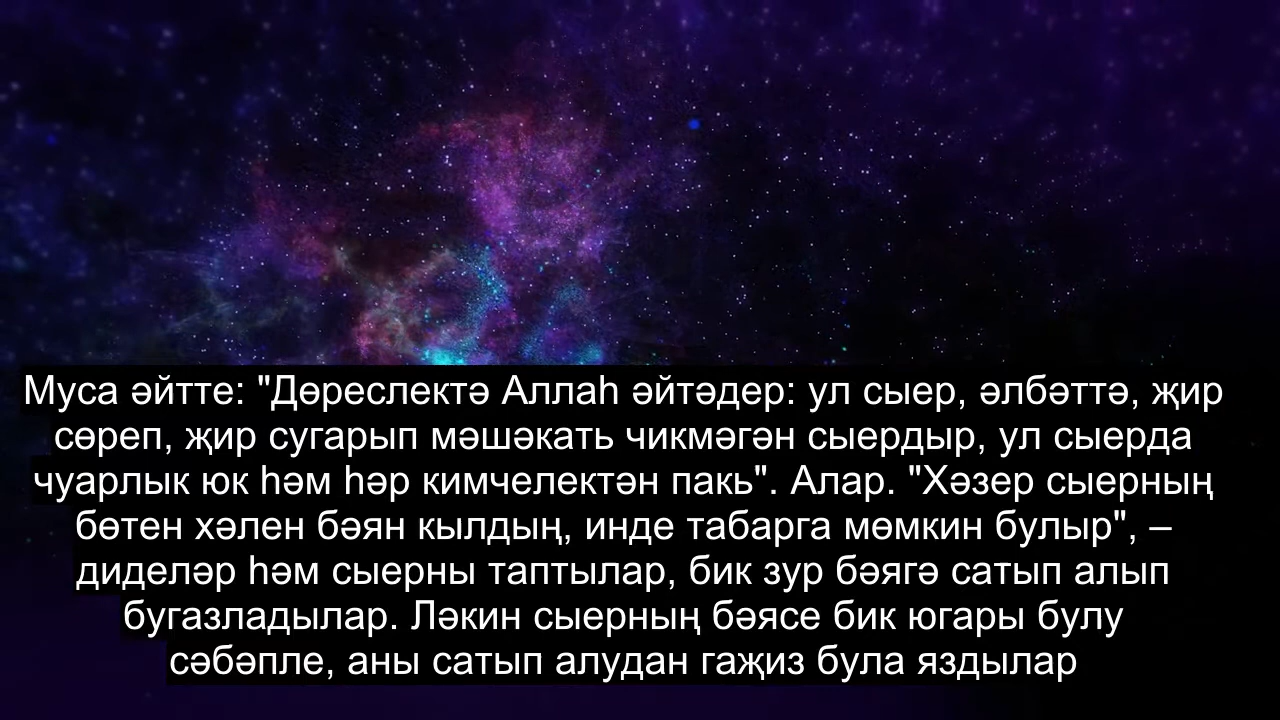 Муса әйтте: "Дөреслектә Аллаһ әйтәдер: ул сыер, әлбәттә, җир
сөреп, җир сугарып мәшәкать чикмәгән сыердыр, ул сыерда
чуарлык юк һәм һәр кимчелектән пакь". Алар. "Хәзер сыерның
бөтен хәлен бәян кылдың, инде табарга мөмкин булыр", –
диделәр һәм сыерны таптылар, бик зур бәягә сатып алып
бугазладылар. Ләкин сыерның бәясе бик югары булу
сәбәпле, аны сатып алудан гаҗиз була яздылар